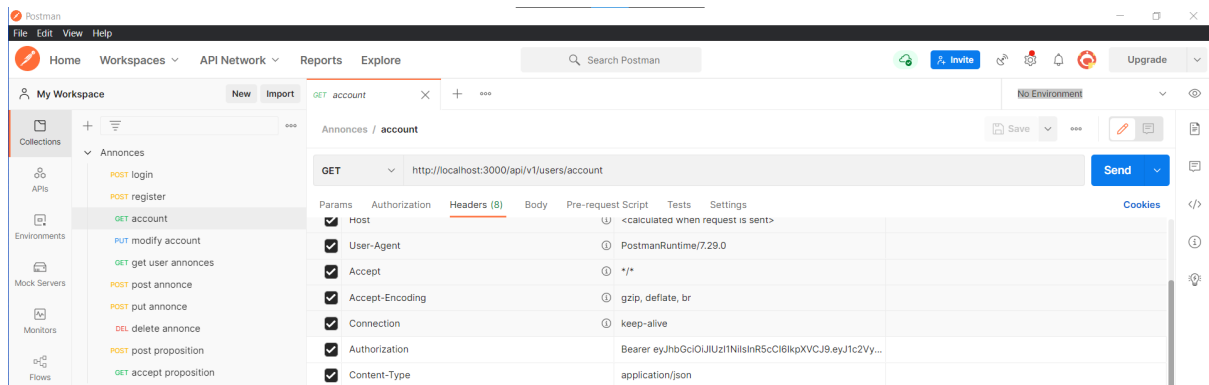 Postman
File Edit View Help
Home Workspaces API Network Reports Explore Search Postman Invite Upgrade
My Workspace New Import GET account No Environment
Collections
APIs
Environments
Mock Servers
Monitors
Flows
Annonces
POST login
POST register
GET account
PUT modify account
GET get user annonces
POST post annonce
POST put annonce
DEL delete annonce
POST post proposition
GET accept proposition
Annonces / account Save
GET http://localhost:3000/api/v1/users/account Send
Params Authorization Headers (8) Body Pre-request Script Tests Settings Cookies
Host <calculated when request is sent>
User-Agent PostmanRuntime/7.29.0
Accept */*
Accept-Encoding gzip, deflate, br
Connection keep-alive
Authorization Bearer eyJhbGciOiJIUzI1NiIsInR5cCI6IkpXVCJ9.eyJ1c2Vy...
Content-Type application/json